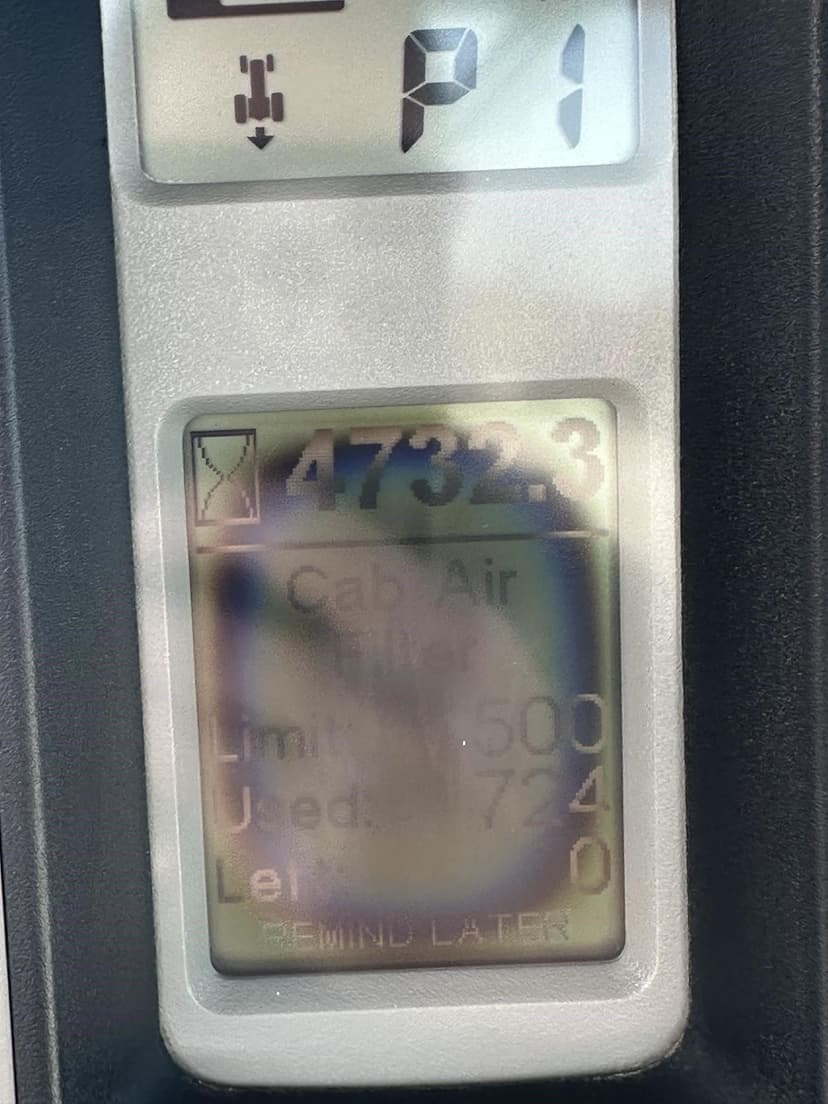 P1
4732.3
Cab Air
Filter
Limit: 500
Used: 724
Left: 0
REMIND LATER